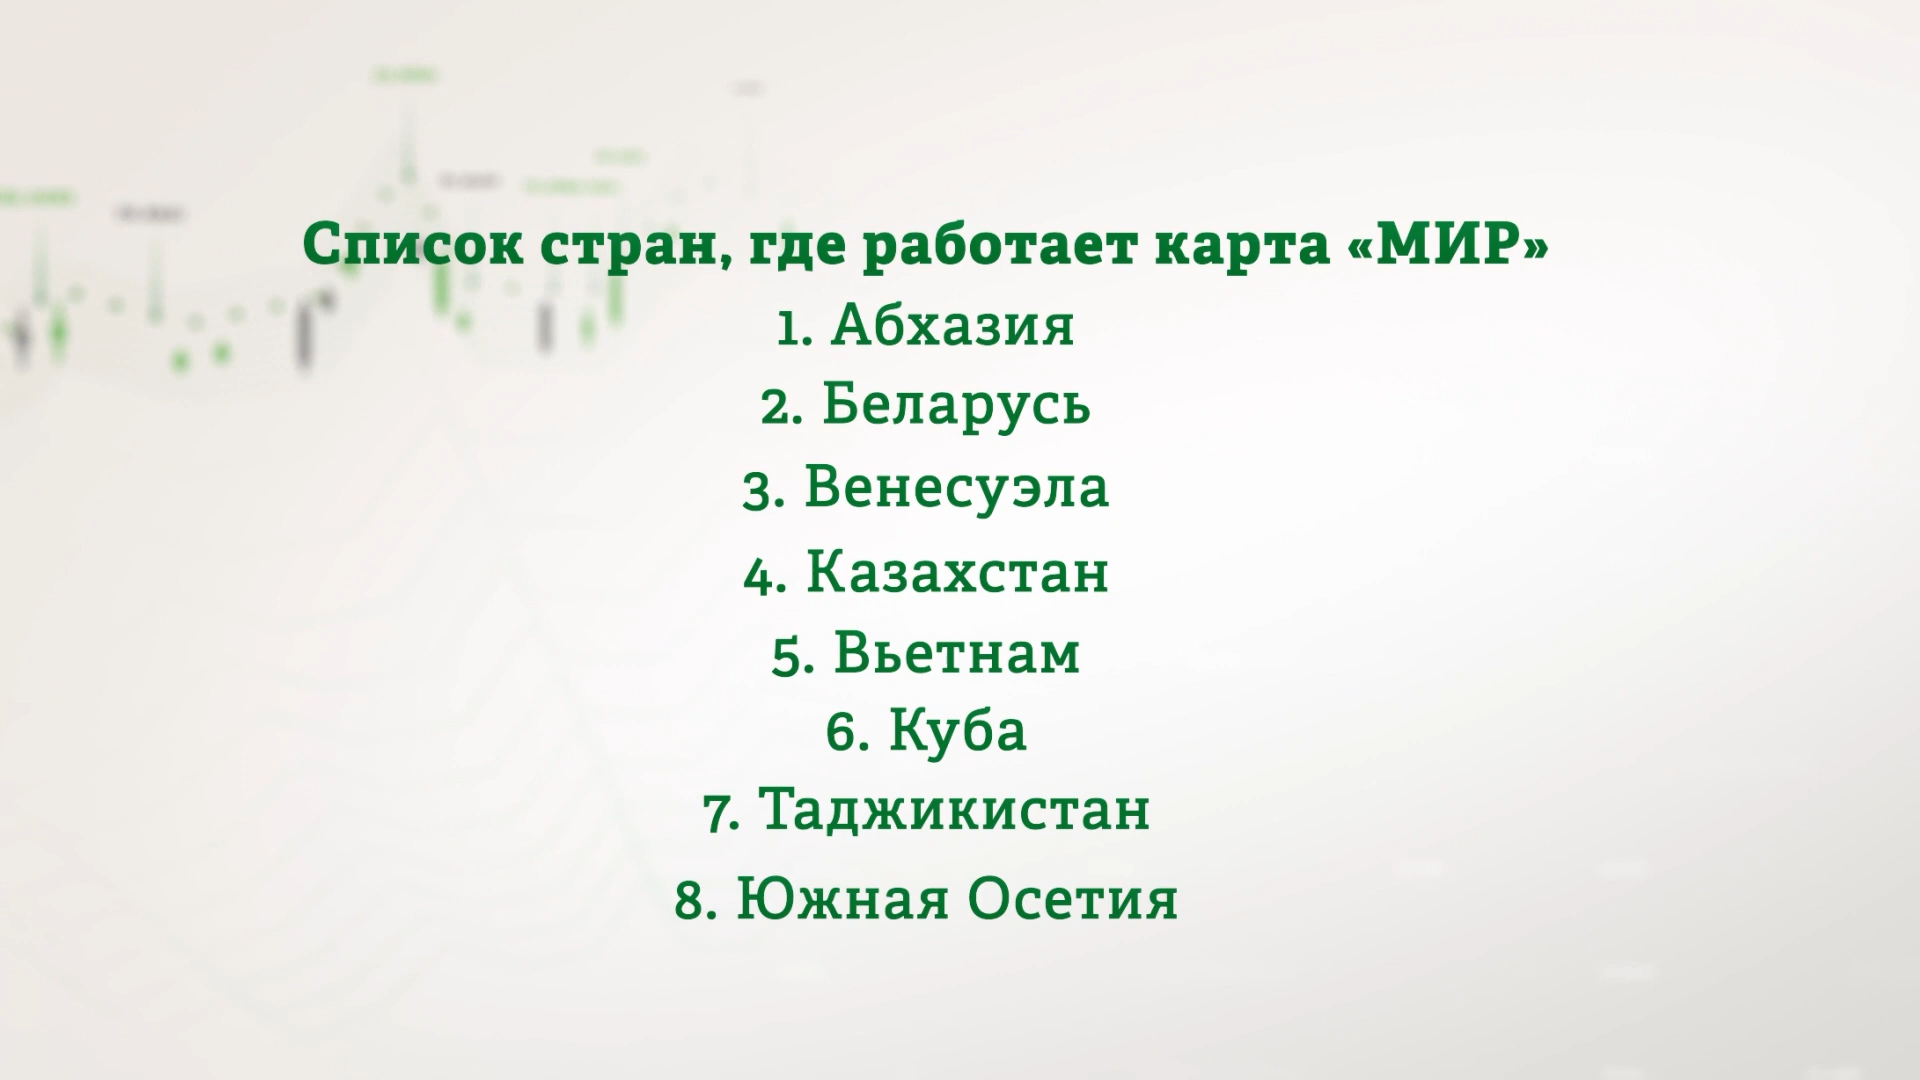 Список стран, где работает карта «МИР»
1. Абхазия
2. Беларусь
3. Венесуэла
4. Казахстан
5. Вьетнам
6. Куба
7. Таджикистан
8. Южная Осетия